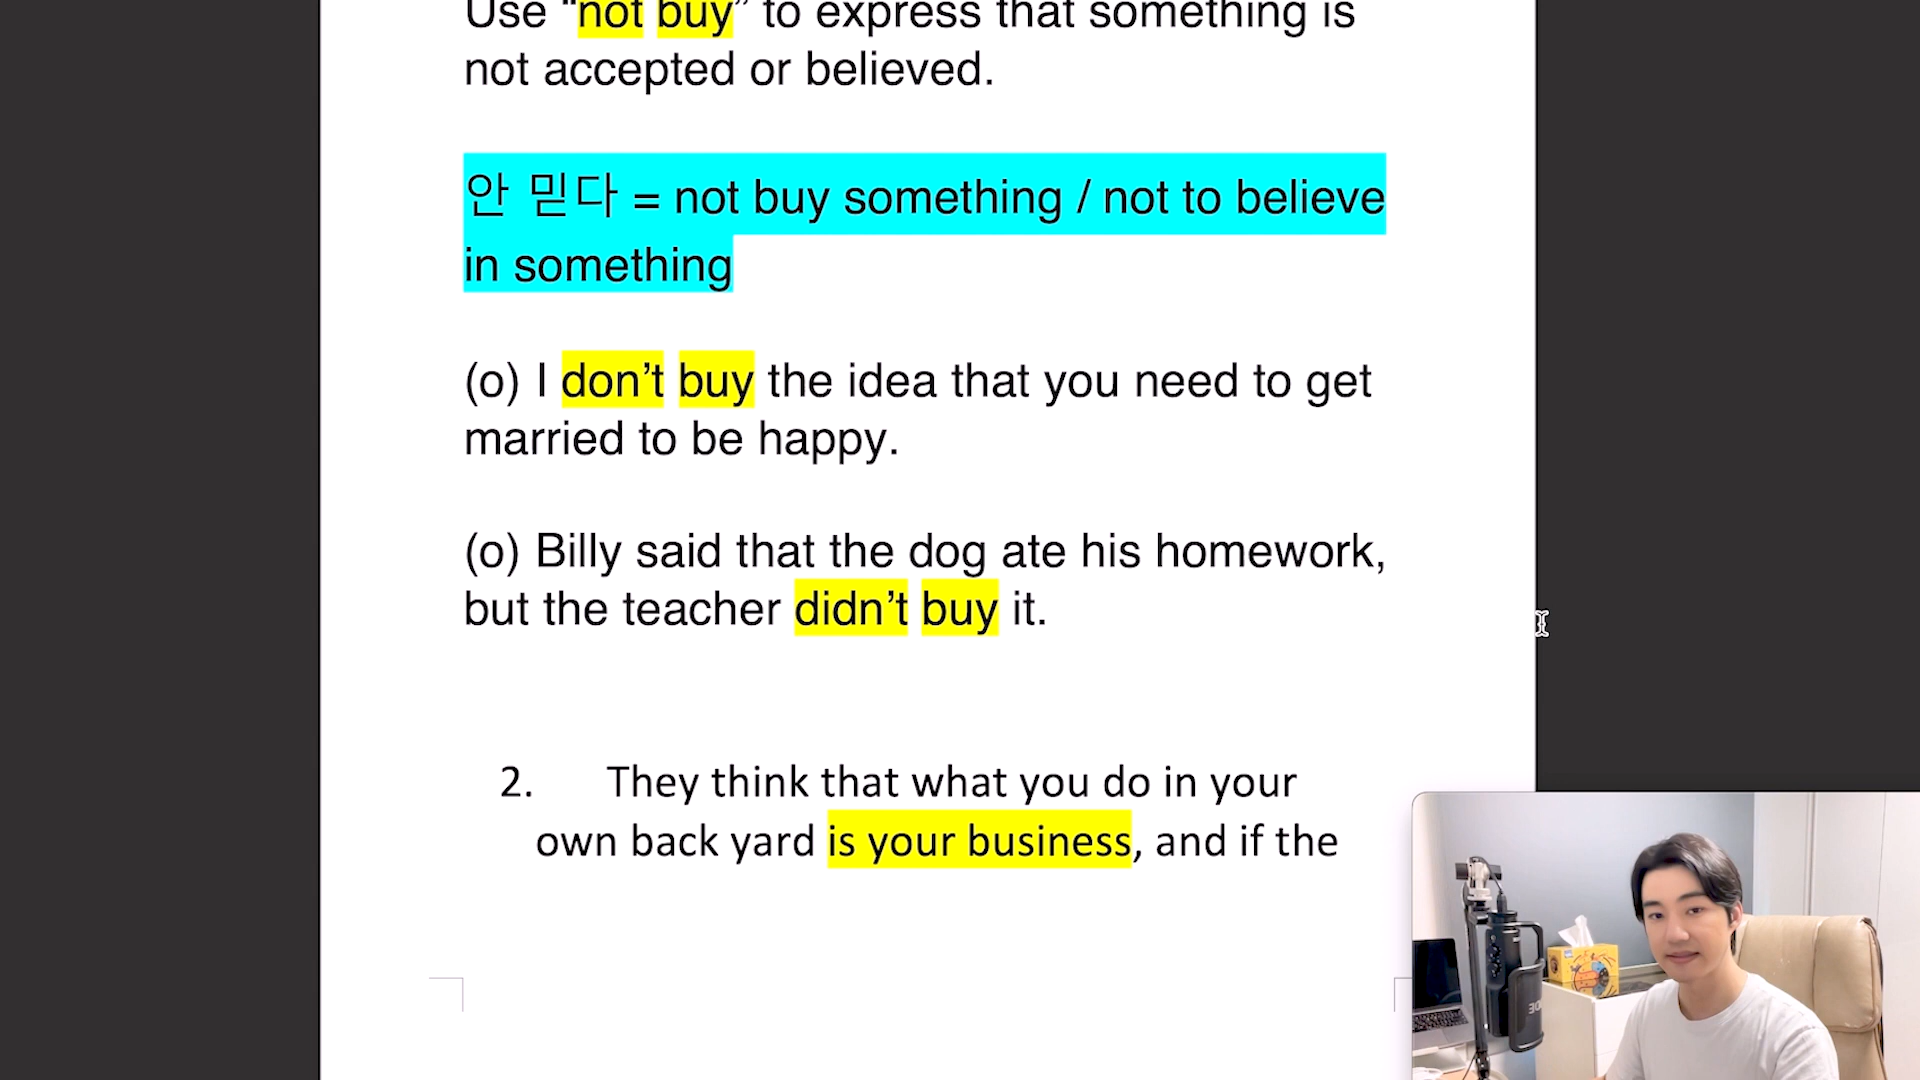 Use “not buy” to express that something is
not accepted or believed.
안 믿다 = not buy something / not to believe
in something
(o) I don’t buy the idea that you need to get
married to be happy.
(o) Billy said that the dog ate his homework,
but the teacher didn’t buy it.
2. They think that what you do in your
own back yard is your business, and if the